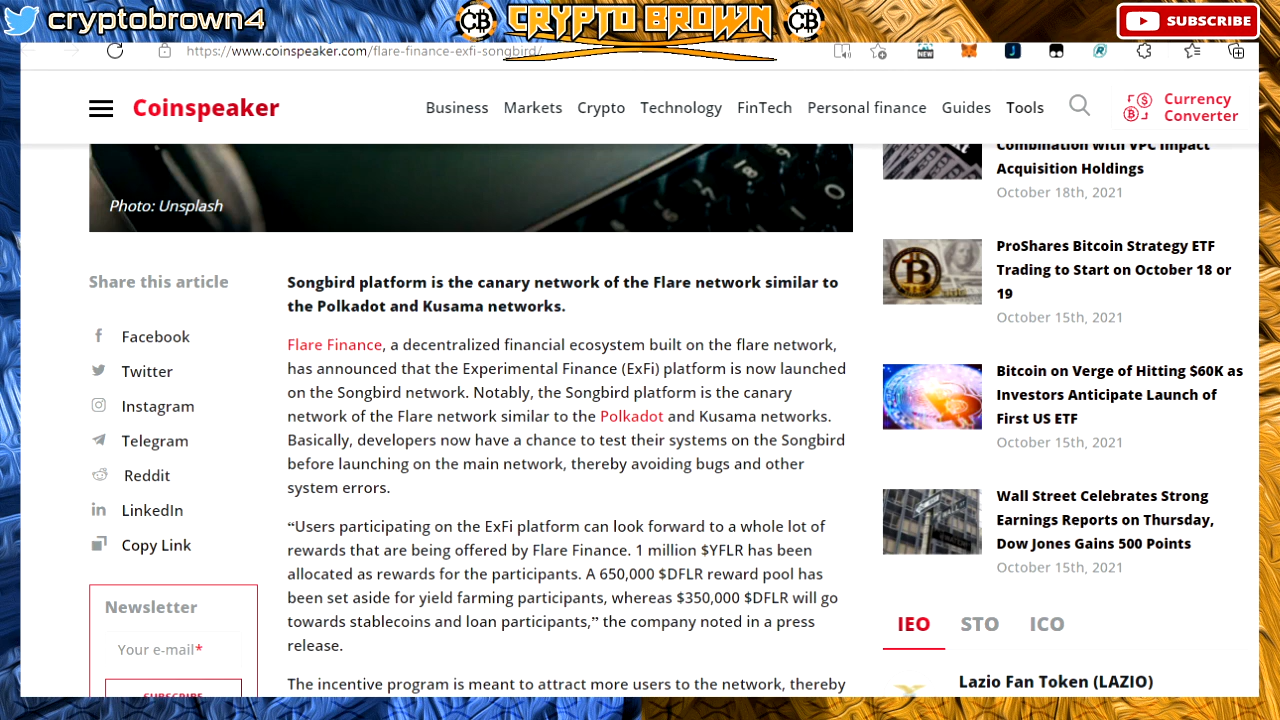 cryptobrown4
CB CRYPTO BROWN CB
SUBSCRIBE
https://www.coinspeaker.com/flare-finance-exfi-songbird/
NEW
Coinspeaker
Business Markets Crypto Technology FinTech Personal finance Guides Tools
Currency
Converter
Photo: Unsplash
Share this article
Facebook
Twitter
Instagram
Telegram
Reddit
LinkedIn
Copy Link
Newsletter
Your e-mail*
SUBSCRIBE
Songbird platform is the canary network of the Flare network similar to
the Polkadot and Kusama networks.
Flare Finance, a decentralized financial ecosystem built on the flare network,
has announced that the Experimental Finance (ExFi) platform is now launched
on the Songbird network. Notably, the Songbird platform is the canary
network of the Flare network similar to the Polkadot and Kusama networks.
Basically, developers now have a chance to test their systems on the Songbird
before launching on the main network, thereby avoiding bugs and other
system errors.
“Users participating on the ExFi platform can look forward to a whole lot of
rewards that are being offered by Flare Finance. 1 million $YFLR has been
allocated as rewards for the participants. A 650,000 $DFLR reward pool has
been set aside for yield farming participants, whereas $350,000 $DFLR will go
towards stablecoins and loan participants,” the company noted in a press
release.
The incentive program is meant to attract more users to the network, thereby
Combination with VPC Impact
Acquisition Holdings
October 18th, 2021
ProShares Bitcoin Strategy ETF
Trading to Start on October 18 or
19
October 15th, 2021
Bitcoin on Verge of Hitting $60K as
Investors Anticipate Launch of
First US ETF
October 15th, 2021
Wall Street Celebrates Strong
Earnings Reports on Thursday,
Dow Jones Gains 500 Points
October 15th, 2021
IEO STO ICO
Lazio Fan Token (LAZIO)